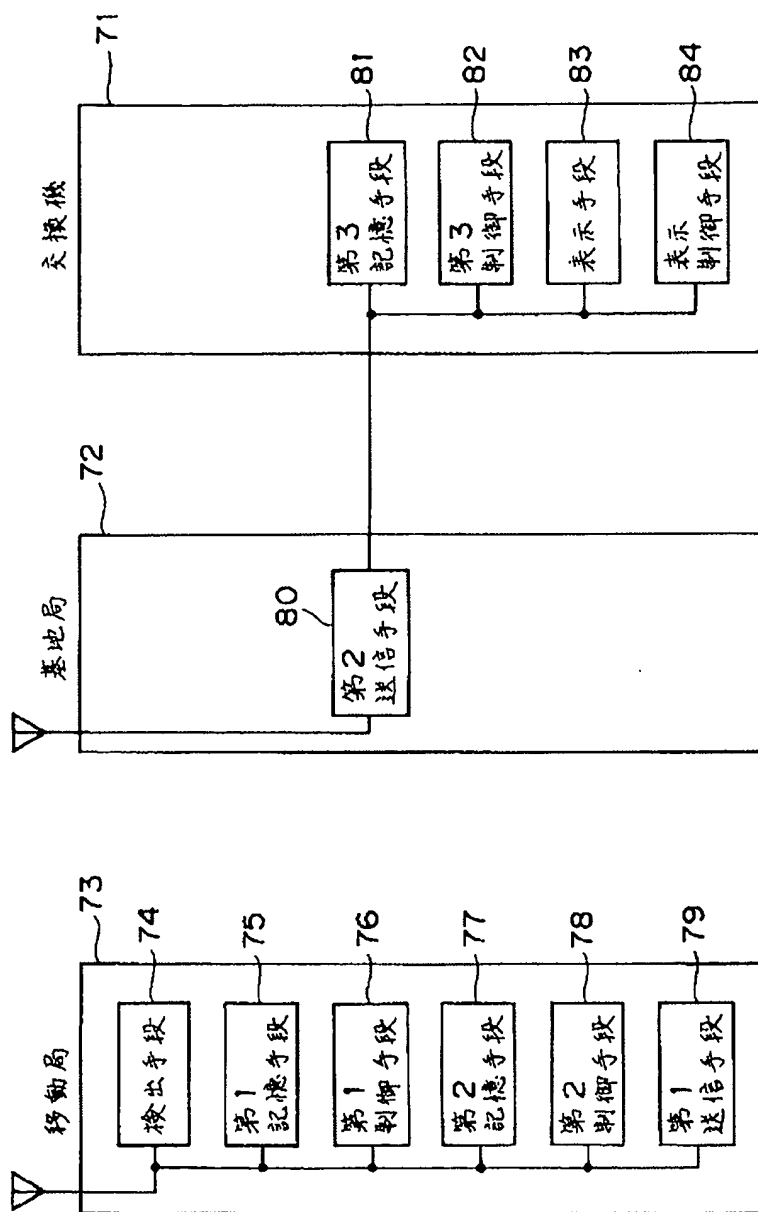 移動局
73
検出手段
74
第1
記憶手段
75
第1
制御手段
76
第2
記憶手段
77
第2
制御手段
78
第1
送信手段
79
基地局
72
第2
送信手段
80
交換機
71
第3
記憶手段
81
第3
制御手段
82
表示手段
83
表示
制御手段
84